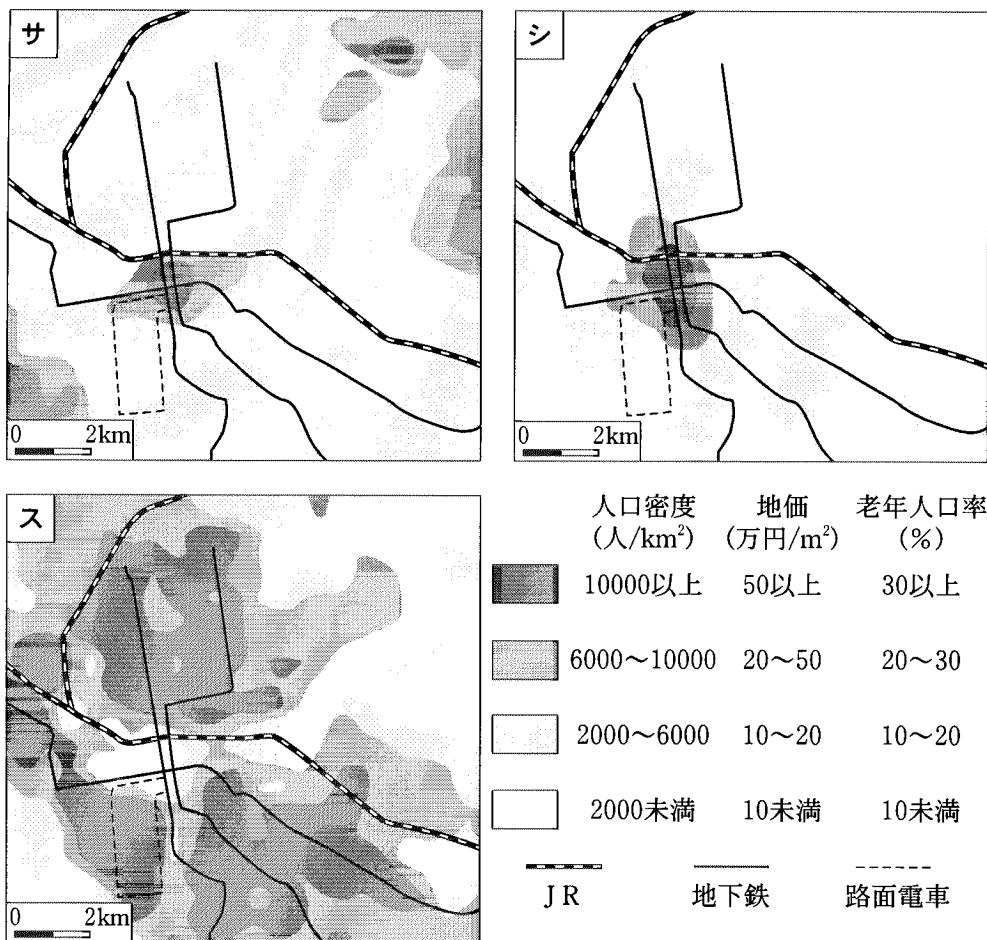 サ
0 2km
シ
0 2km
ス
0 2km
人口密度 地価 老年人口率
(人/km²) (万円/m²) (%)
10000以上 50以上 30以上
6000〜10000 20〜50 20〜30
2000〜6000 10〜20 10〜20
2000未満 10未満 10未満
JR 地下鉄 路面電車